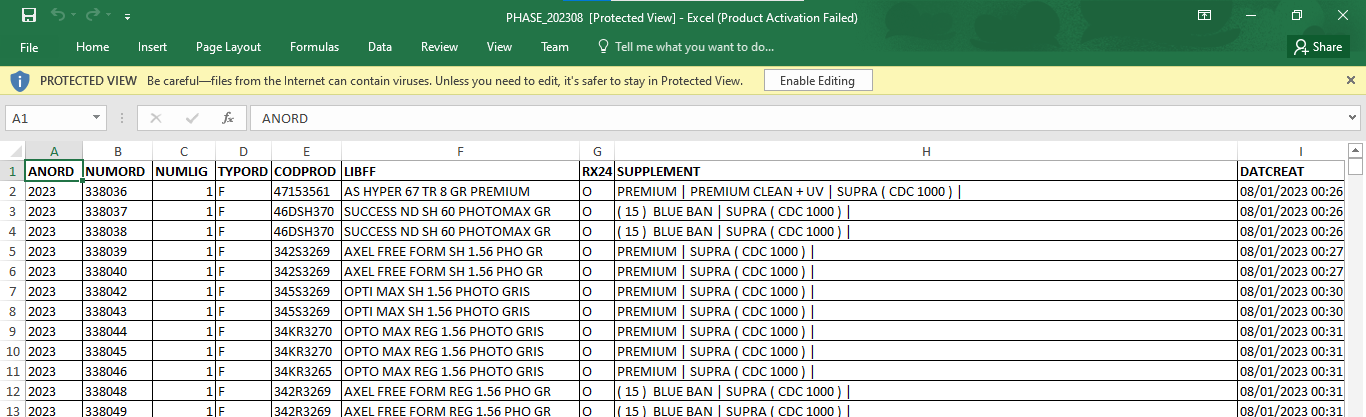 PHASE_202308 [Protected View] - Excel (Product Activation Failed)
File Home Insert Page Layout Formulas Data Review View Team Tell me what you want to do... Share
PROTECTED VIEW Be careful—files from the Internet can contain viruses. Unless you need to edit, it's safer to stay in Protected View. Enable Editing
A1 fx ANORD
A B C D E F G H I
1 ANORD NUMORD NUMLIG TYPORD CODPROD LIBFF RX24 SUPPLEMENT DATCREAT
2 2023 338036 1 F 47153561 AS HYPER 67 TR 8 GR PREMIUM O PREMIUM | PREMIUM CLEAN + UV | SUPRA ( CDC 1000 ) | 08/01/2023 00:26
3 2023 338037 1 F 46DSH370 SUCCESS ND SH 60 PHOTOMAX GR O ( 15 ) BLUE BAN | SUPRA ( CDC 1000 ) | 08/01/2023 00:26
4 2023 338038 1 F 46DSH370 SUCCESS ND SH 60 PHOTOMAX GR O ( 15 ) BLUE BAN | SUPRA ( CDC 1000 ) | 08/01/2023 00:26
5 2023 338039 1 F 342S3269 AXEL FREE FORM SH 1.56 PHO GR O PREMIUM | SUPRA ( CDC 1000 ) | 08/01/2023 00:27
6 2023 338040 1 F 342S3269 AXEL FREE FORM SH 1.56 PHO GR O PREMIUM | SUPRA ( CDC 1000 ) | 08/01/2023 00:27
7 2023 338042 1 F 345S3269 OPTI MAX SH 1.56 PHOTO GRIS O PREMIUM | SUPRA ( CDC 1000 ) | 08/01/2023 00:30
8 2023 338043 1 F 345S3269 OPTI MAX SH 1.56 PHOTO GRIS O PREMIUM | SUPRA ( CDC 1000 ) | 08/01/2023 00:30
9 2023 338044 1 F 34KR3270 OPTO MAX REG 1.56 PHOTO GRIS O PREMIUM | SUPRA ( CDC 1000 ) | 08/01/2023 00:31
10 2023 338045 1 F 34KR3270 OPTO MAX REG 1.56 PHOTO GRIS O PREMIUM | SUPRA ( CDC 1000 ) | 08/01/2023 00:31
11 2023 338046 1 F 34KR3265 OPTO MAX REG 1.56 PHOTO GRIS O PREMIUM | SUPRA ( CDC 1000 ) | 08/01/2023 00:31
12 2023 338048 1 F 342R3269 AXEL FREE FORM REG 1.56 PHO GR O ( 15 ) BLUE BAN | SUPRA ( CDC 1000 ) | 08/01/2023 00:31
13 2023 338049 1 F 342R3269 AXEL FREE FORM REG 1.56 PHO GR O ( 15 ) BLUE BAN | SUPRA ( CDC 1000 ) | 08/01/2023 00:31